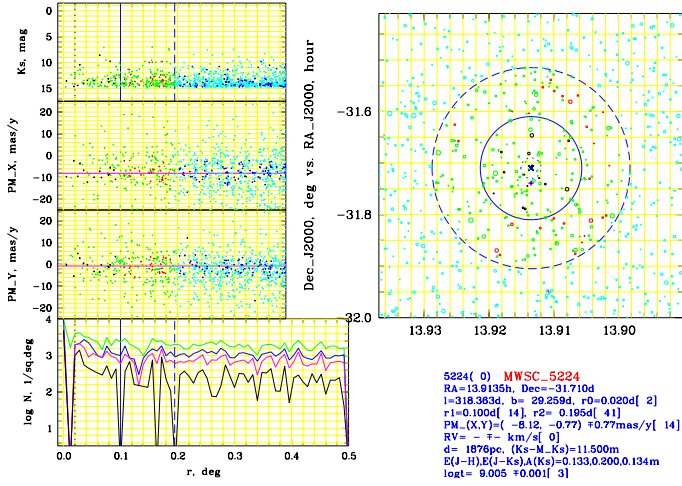 0
5
10
15
Ks, mag
20
10
0
−10
−20
PM_X, mas/y
20
10
0
−10
−20
PM_Y, mas/y
4
3
2
1
log N, 1/sq.deg
0.0
0.1
0.2
0.3
0.4
0.5
r, deg
Dec_J2000, deg vs. RA_J2000, hour
−31.6
−31.8
−32.0
13.93
13.92
13.91
13.90
5224( 0) MWSC_5224
RA=13.9135h, Dec=−31.710d
l=318.363d, b= 29.259d, r0=0.020d[ 2]
r1=0.100d[ 14], r2= 0.195d[ 41]
PM_(X,Y)=( −8.12, −0.77) ∓0.77mas/y[ 14]
RV= − ∓− km/s[ 0]
d= 1876pc, (Ks−M_Ks)=11.500m
E(J−H),E(J−Ks),A(Ks)=0.133,0.200,0.134m
logt= 9.005 ∓0.001[ 3]